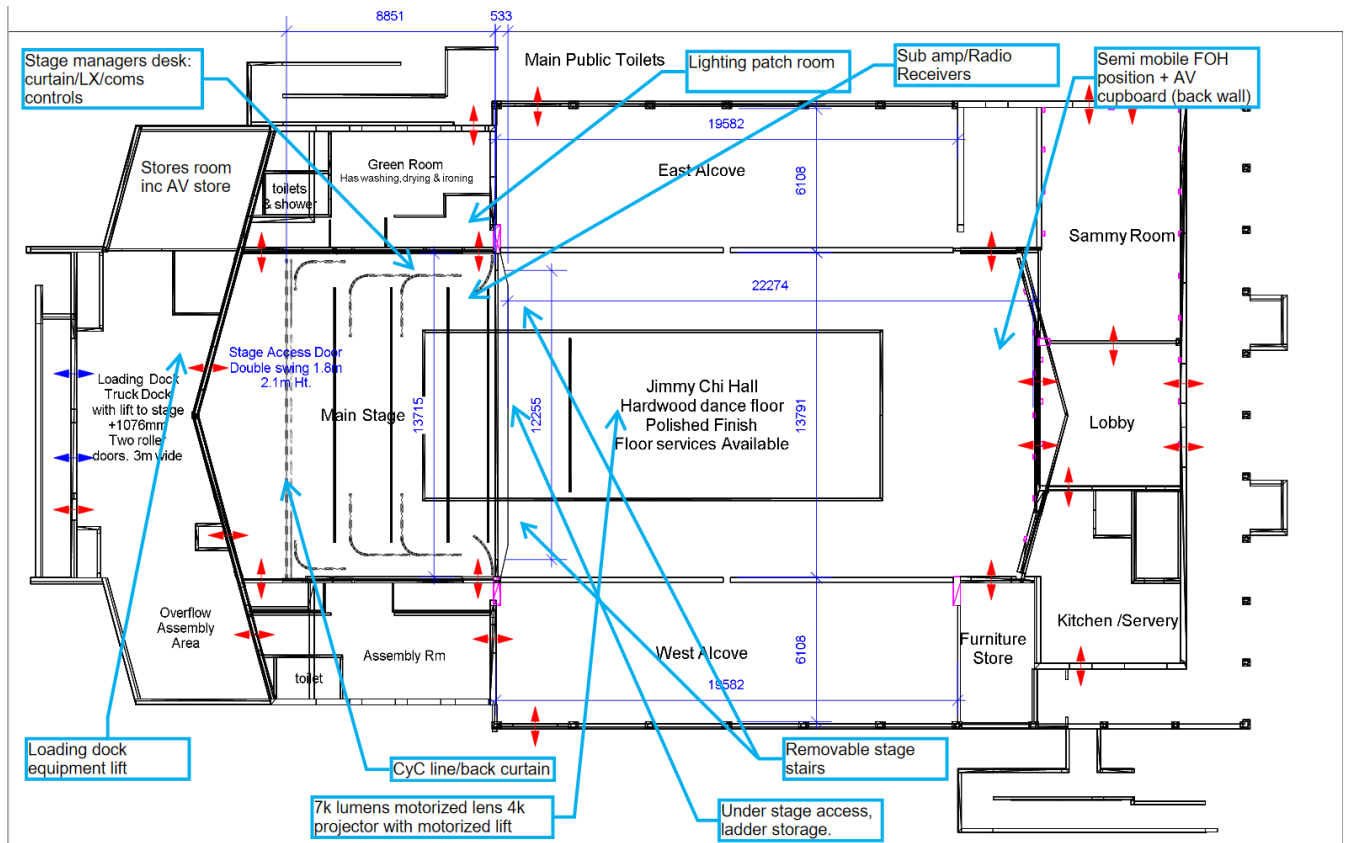 8851
533
Stage managers desk:
curtain/LX/coms
controls
Main Public Toilets
Lighting patch room
Sub amp/Radio
Receivers
Semi mobile FOH
position + AV
cupboard (back wall)
19582
Stores room
inc AV store
Green Room
Has washing, drying & ironing
toilets
& shower
East Alcove
6108
Sammy Room
22274
Stage Access Door
Double swing 1.8m
2.1m Ht.
Loading Dock
Truck Dock
with lift to stage
+1076mm
Two roller
doors. 3m wide
Main Stage
13715
12255
Jimmy Chi Hall
Hardwood dance floor
Polished Finish
Floor services Available
13791
Lobby
Overflow
Assembly
Area
Assembly Rm
toilet
West Alcove
6108
19582
Furniture
Store
Kitchen /Servery
Loading dock
equipment lift
CyC line/back curtain
7k lumens motorized lens 4k
projector with motorized lift
Under stage access,
ladder storage.
Removable stage
stairs